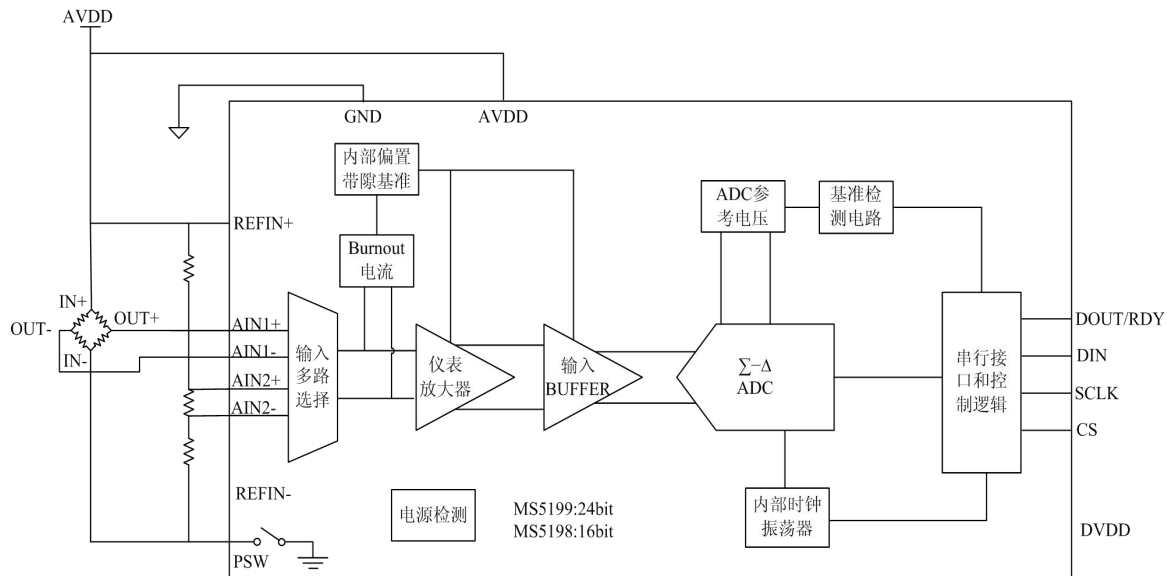 AVDD
GND
AVDD
内部偏置
带隙基准
ADC参
考电压
基准检
测电路
REFIN+
Burnout
电流
IN+
OUT-
OUT+
IN-
AIN1+
AIN1-
AIN2+
AIN2-
输入
多路
选择
仪表
放大器
输入
BUFFER
∑-Δ
ADC
串行接
口和控
制逻辑
DOUT/RDY
DIN
SCLK
CS
REFIN-
电源检测
MS5199:24bit
MS5198:16bit
内部时钟
振荡器
DVDD
PSW